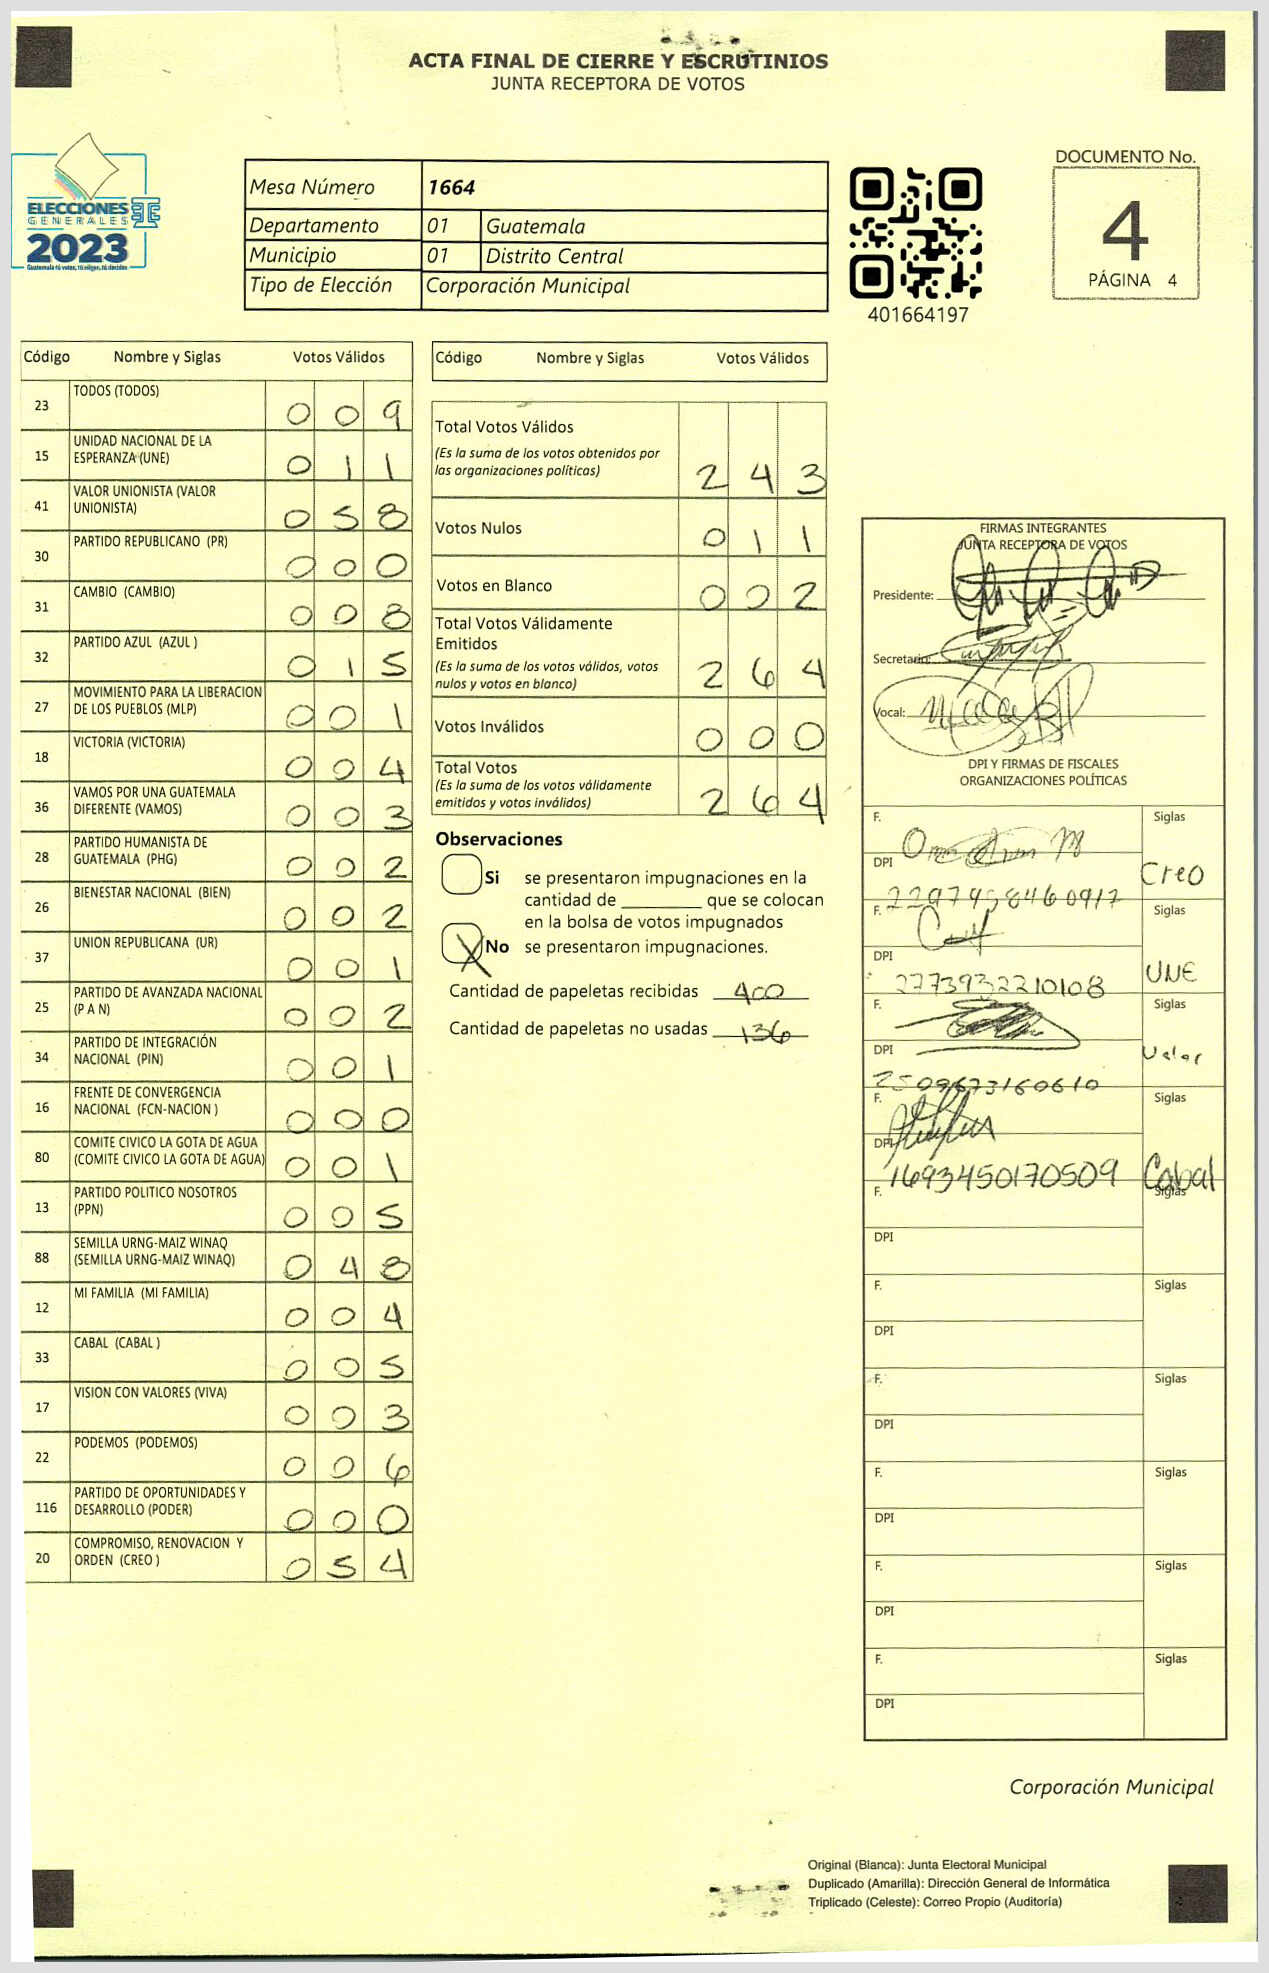 ACTA FINAL DE CIERRE Y ESCRUTINIOS
JUNTA RECEPTORA DE VOTOS
ELECCIONES
GENERALES
2023
Guatemala tú votas, tú eliges, tú decides
Mesa Número 1664
Departamento 01 Guatemala
Municipio 01 Distrito Central
Tipo de Elección Corporación Municipal
401664197
DOCUMENTO No.
4
PÁGINA 4
Código Nombre y Siglas Votos Válidos
23 TODOS (TODOS) 0 0 9
15 UNIDAD NACIONAL DE LA
ESPERANZA (UNE) 0 1 1
41 VALOR UNIONISTA (VALOR
UNIONISTA) 0 5 8
30 PARTIDO REPUBLICANO (PR) 0 0 0
31 CAMBIO (CAMBIO) 0 0 8
32 PARTIDO AZUL (AZUL ) 0 1 5
27 MOVIMIENTO PARA LA LIBERACION
DE LOS PUEBLOS (MLP) 0 0 1
18 VICTORIA (VICTORIA) 0 0 4
36 VAMOS POR UNA GUATEMALA
DIFERENTE (VAMOS) 0 0 3
28 PARTIDO HUMANISTA DE
GUATEMALA (PHG) 0 0 2
26 BIENESTAR NACIONAL (BIEN) 0 0 2
37 UNION REPUBLICANA (UR) 0 0 1
25 PARTIDO DE AVANZADA NACIONAL
(P A N) 0 0 2
34 PARTIDO DE INTEGRACIÓN
NACIONAL (PIN) 0 0 1
16 FRENTE DE CONVERGENCIA
NACIONAL (FCN-NACION ) 0 0 0
80 COMITE CIVICO LA GOTA DE AGUA
(COMITE CIVICO LA GOTA DE AGUA) 0 0 1
13 PARTIDO POLITICO NOSOTROS
(PPN) 0 0 5
88 SEMILLA URNG-MAIZ WINAQ
(SEMILLA URNG-MAIZ WINAQ) 0 4 8
12 MI FAMILIA (MI FAMILIA) 0 0 4
33 CABAL (CABAL ) 0 0 5
17 VISION CON VALORES (VIVA) 0 0 3
22 PODEMOS (PODEMOS) 0 0 6
116 PARTIDO DE OPORTUNIDADES Y
DESARROLLO (PODER) 0 0 0
20 COMPROMISO, RENOVACION Y
ORDEN (CREO ) 0 5 4
Código Nombre y Siglas Votos Válidos
Total Votos Válidos
(Es la suma de los votos obtenidos por
las organizaciones políticas) 2 4 3
Votos Nulos 0 1 1
Votos en Blanco 0 0 2
Total Votos Válidamente
Emitidos
(Es la suma de los votos válidos, votos
nulos y votos en blanco) 2 6 4
Votos Inválidos 0 0 0
Total Votos
(Es la suma de los votos válidamente
emitidos y votos inválidos) 2 6 4
Observaciones
Si se presentaron impugnaciones en la
cantidad de ________ que se colocan
en la bolsa de votos impugnados
X No se presentaron impugnaciones.
Cantidad de papeletas recibidas 400
Cantidad de papeletas no usadas 136
FIRMAS INTEGRANTES
JUNTA RECEPTORA DE VOTOS
Presidente:
Secretario:
Vocal:
DPI Y FIRMAS DE FISCALES
ORGANIZACIONES POLÍTICAS
F. Siglas
DPI Creo
2297458460917
F. Siglas
DPI UNE
2773932210108
F. Siglas
DPI Valor
2509673160610
F. Siglas
DPI
1693450170509 Cabal
F. Siglas
DPI
F. Siglas
DPI
F. Siglas
DPI
F. Siglas
DPI
F. Siglas
DPI
F. Siglas
DPI
Corporación Municipal
Original (Blanca): Junta Electoral Municipal
Duplicado (Amarilla): Dirección General de Informática
Triplicado (Celeste): Correo Propio (Auditoría)